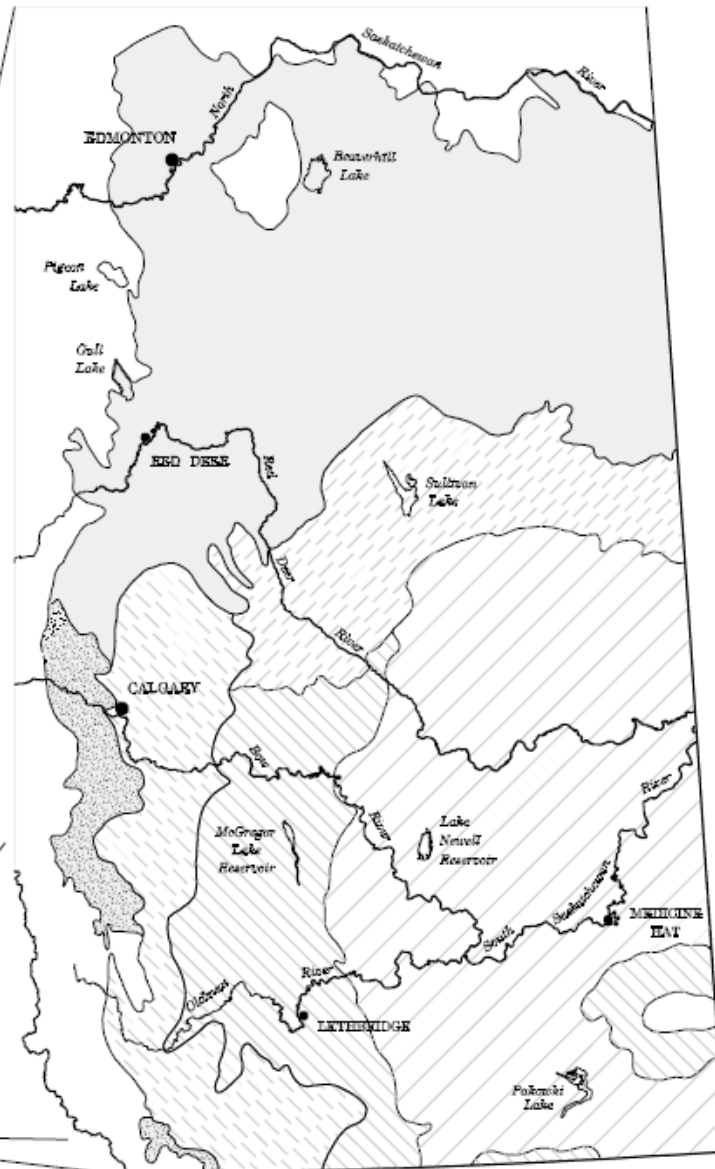 Saskatchewan
River
North
EDMONTON
Beaverhill
Lake
Pigeon
Lake
Gull
Lake
RED DEER
Red
Sullivan
Lake
Deer
River
CALGARY
Bow
River
River
McGregor
Lake
Reservoir
Lake
Newell
Reservoir
Saskatchewan
MEDICINE
HAT
South
River
Oldman
LETHBRIDGE
Pakowki
Lake